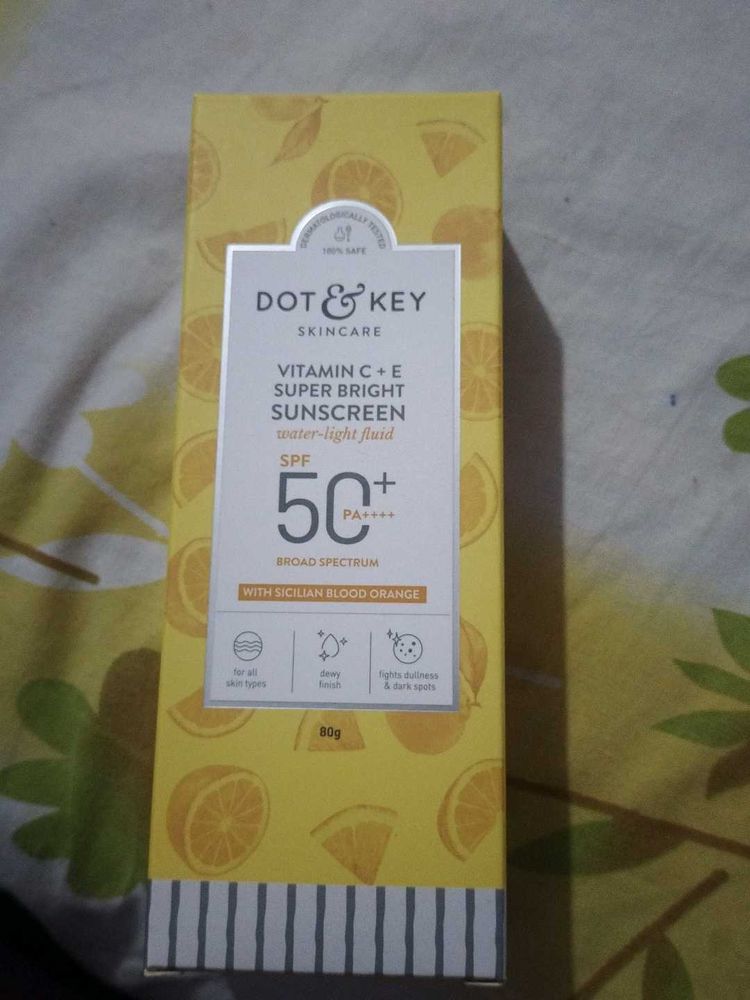 DERMATOLOGICALLY TESTED
100% SAFE
DOT & KEY
SKINCARE
VITAMIN C + E
SUPER BRIGHT
SUNSCREEN
water-light fluid
SPF
50+
PA++++
BROAD SPECTRUM
WITH SICILIAN BLOOD ORANGE
for all
skin types
dewy
finish
fights dullness
& dark spots
80g